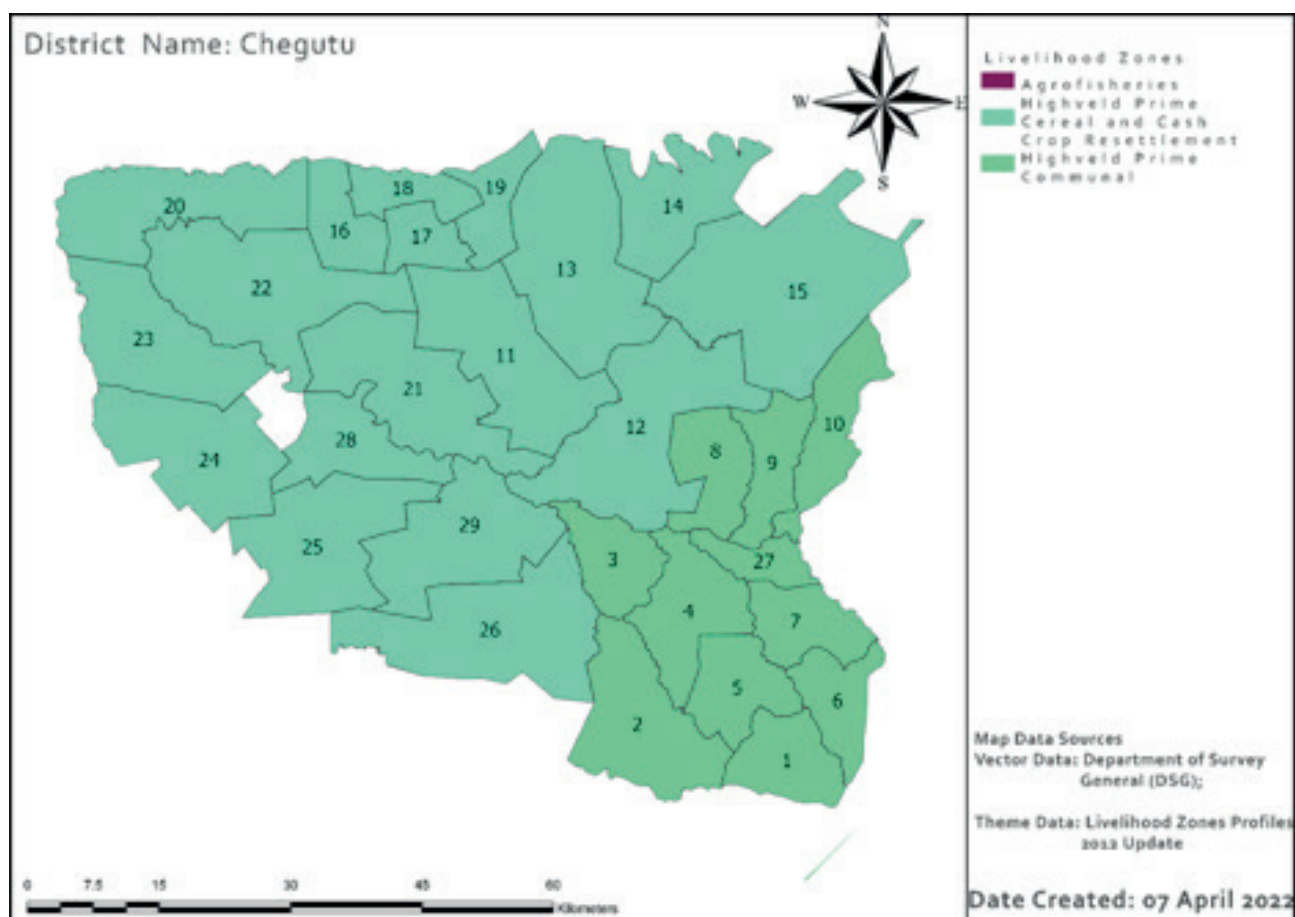 District Name: Chegutu
N
W
E
S
Livelihood Zones
Agrofisheries
Highveld Prime
Cereal and Cash
Crop Resettlement
Highveld Prime
Communal
20
18
19
16
17
14
13
22
15
23
11
21
10
12
28
8
9
24
29
25
3
27
4
7
26
5
6
2
1
Map Data Sources
Vector Data: Department of Survey
General (DSG);
Theme Data: Livelihood Zones Profiles
2012 Update
0 7.5 15 30 45 60
Kilometers
Date Created: 07 April 2022